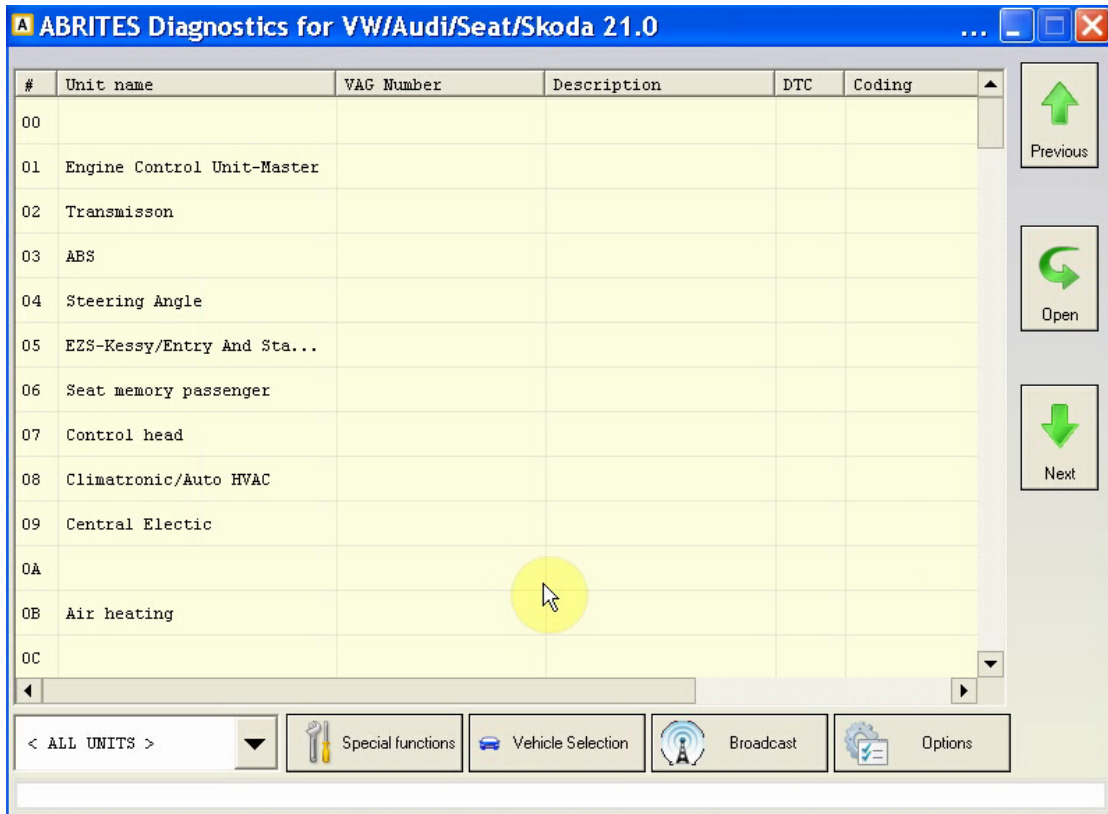 A ABRITES Diagnostics for VW/Audi/Seat/Skoda 21.0 ...
# Unit name VAG Number Description DTC Coding
00
01 Engine Control Unit-Master
02 Transmisson
03 ABS
04 Steering Angle
05 EZS-Kessy/Entry And Sta...
06 Seat memory passenger
07 Control head
08 Climatronic/Auto HVAC
09 Central Electic
0A
0B Air heating
0C
Previous
Open
Next
< ALL UNITS > Special functions Vehicle Selection Broadcast Options